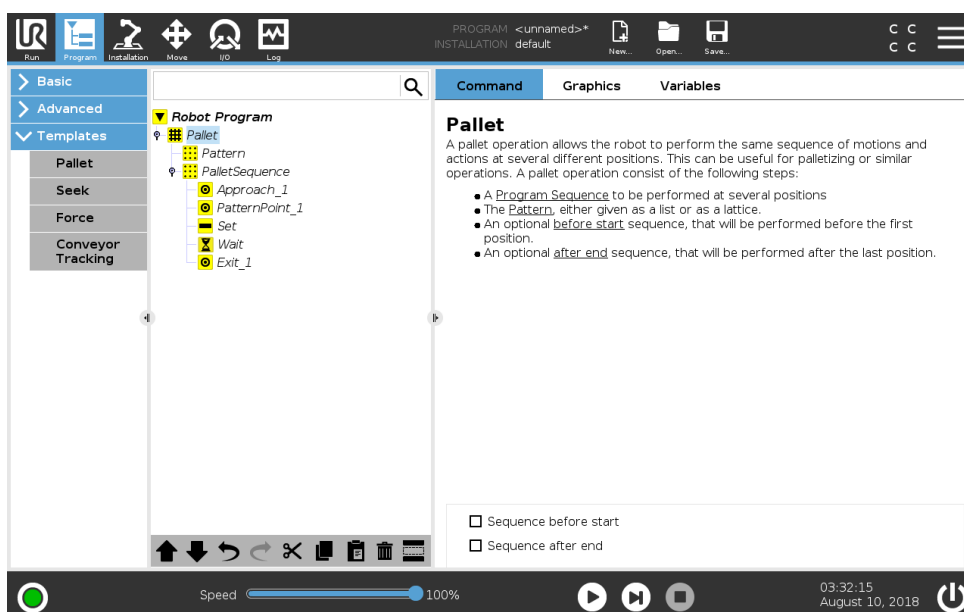 PROGRAM <unnamed>*
INSTALLATION default
New... Open... Save...
C C
C C
Run Program Installation Move I/O Log
Basic
Advanced
Templates
Pallet
Seek
Force
Conveyor
Tracking
Robot Program
Pallet
Pattern
PalletSequence
Approach_1
PatternPoint_1
Set
Wait
Exit_1
Command Graphics Variables
Pallet
A pallet operation allows the robot to perform the same sequence of motions and
actions at several different positions. This can be useful for palletizing or similar
operations. A pallet operation consist of the following steps:
A Program Sequence to be performed at several positions
The Pattern, either given as a list or as a lattice.
An optional before start sequence, that will be performed before the first
position.
An optional after end sequence, that will be performed after the last position.
Sequence before start
Sequence after end
Speed 100%
03:32:15
August 10, 2018